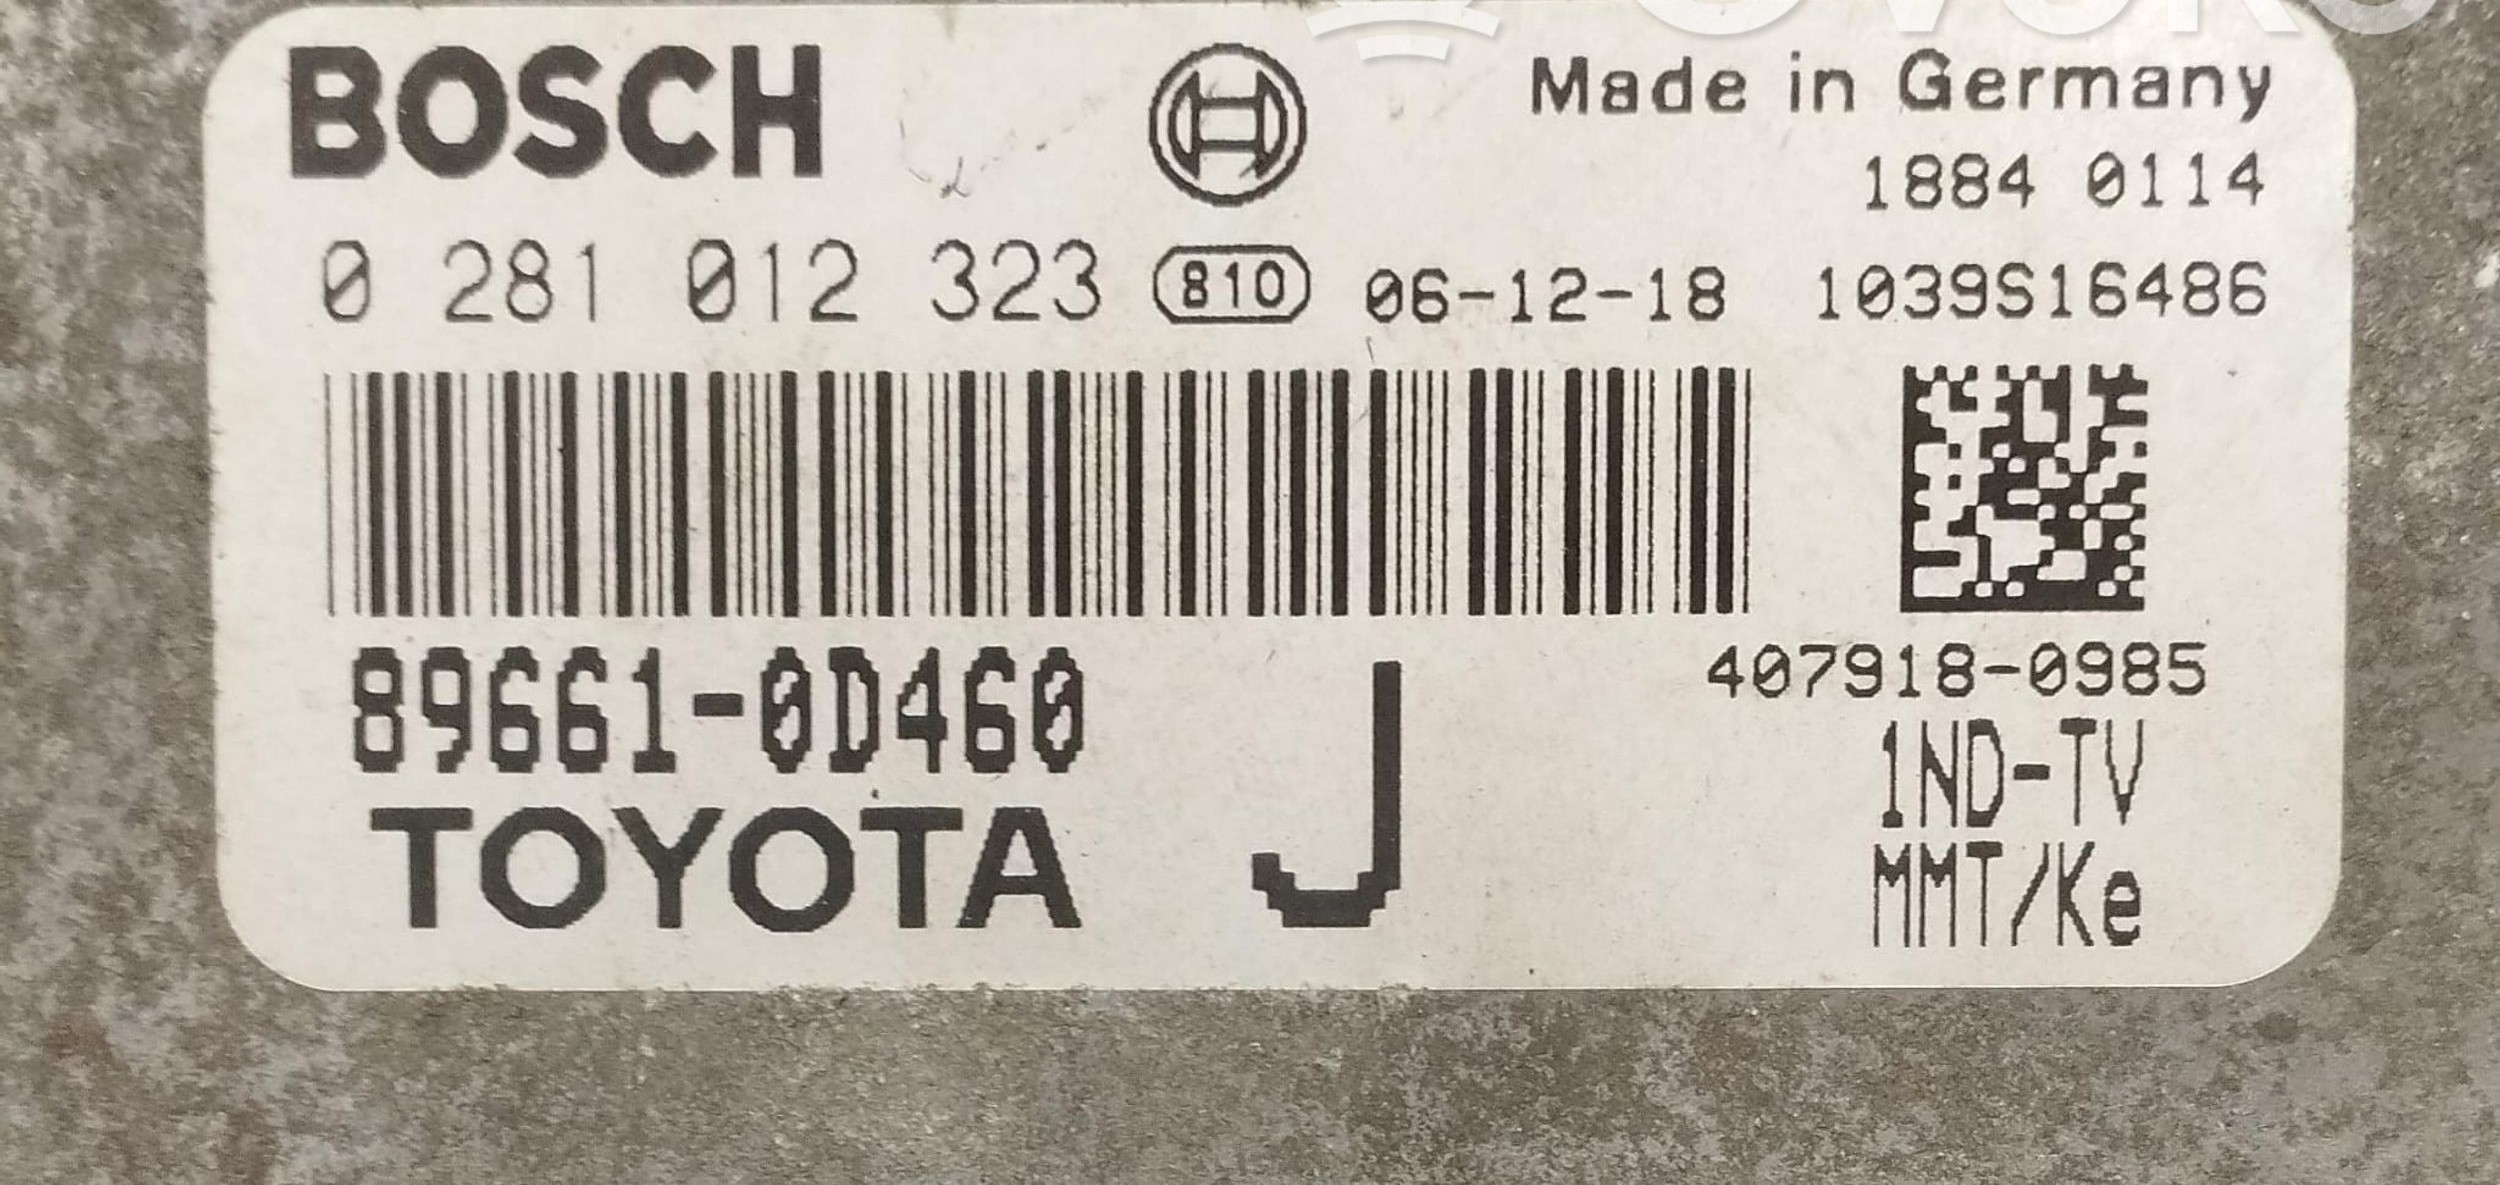 BOSCH
Made in Germany
1884 0114
0 281 012 323 810 06-12-18 1039S16486
407918-0985
89661-0D460
J
1ND-TV
TOYOTA
MMT/Ke